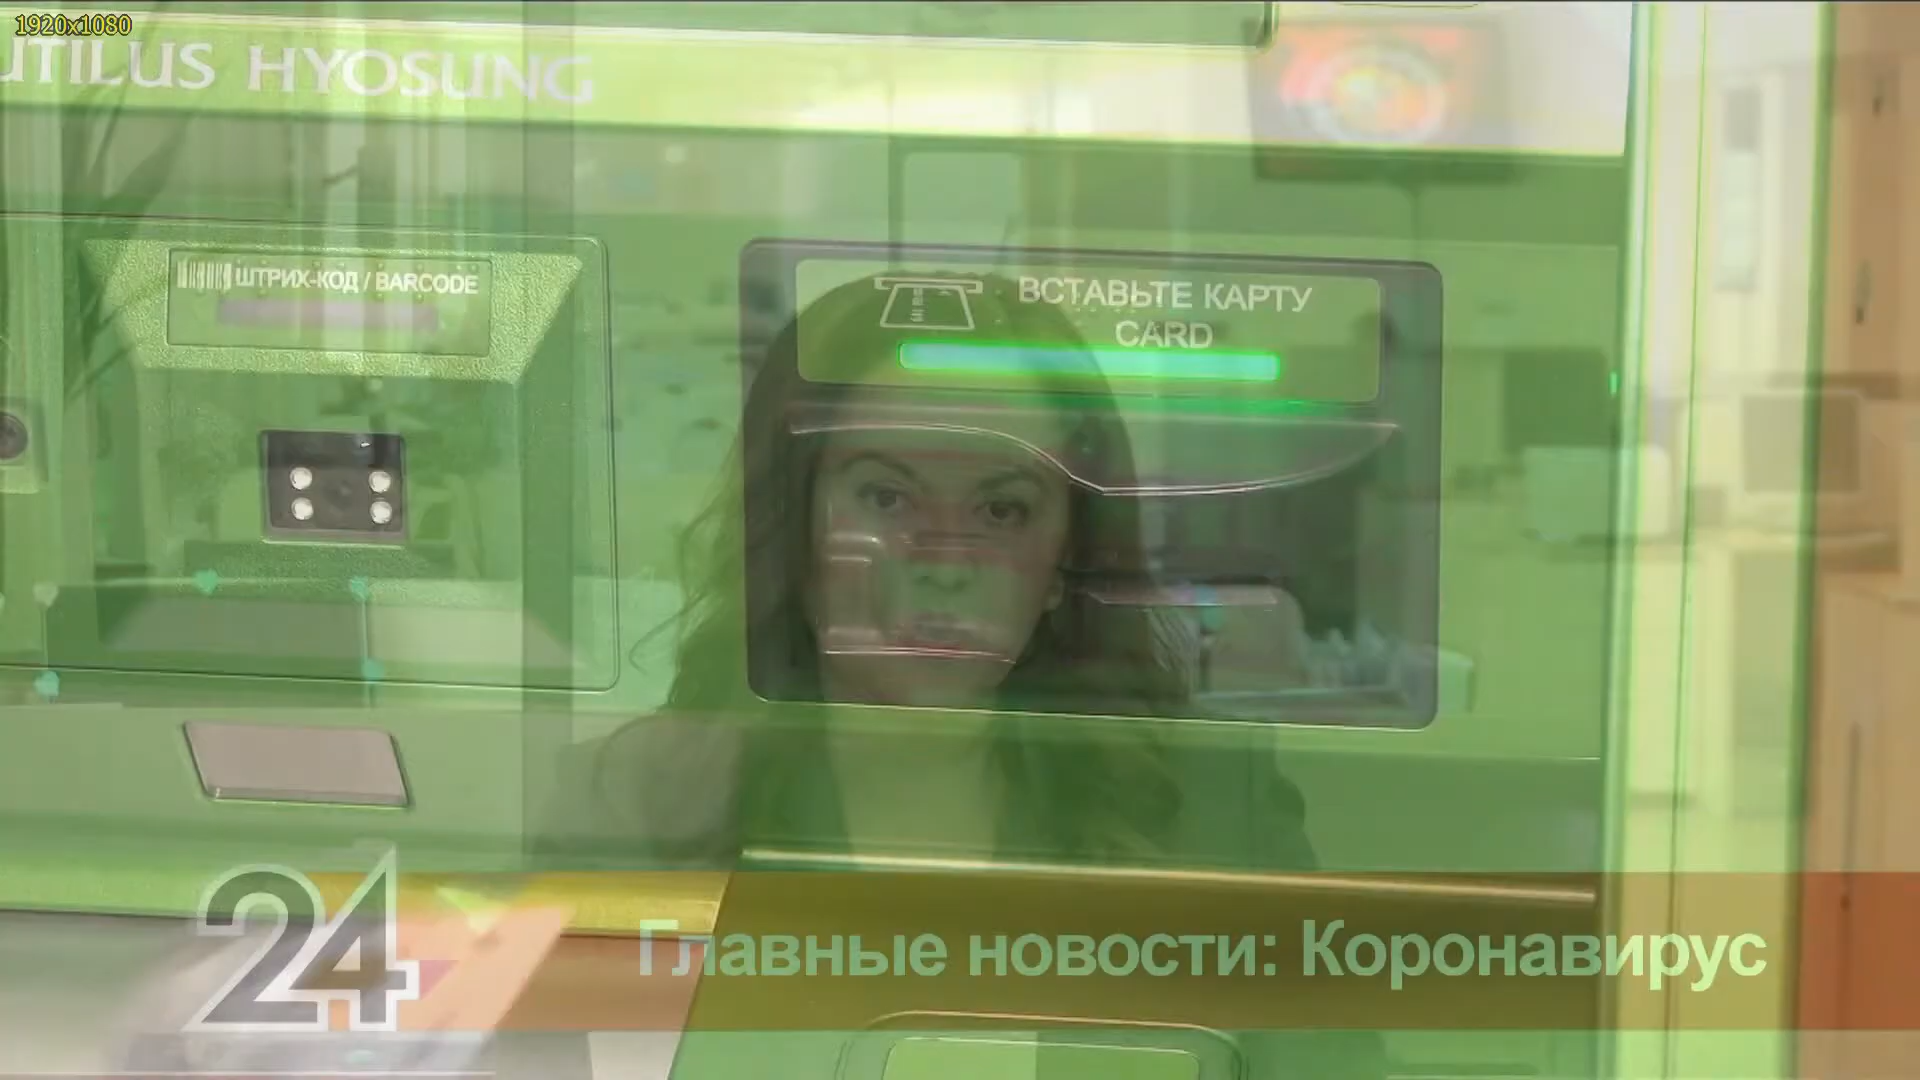 1920x1080
UTILUS HYOSUNG
ШТРИХ-КОД / BARCODE
ВСТАВЬТЕ КАРТУ
CARD
24
Главные новости: Коронавирус